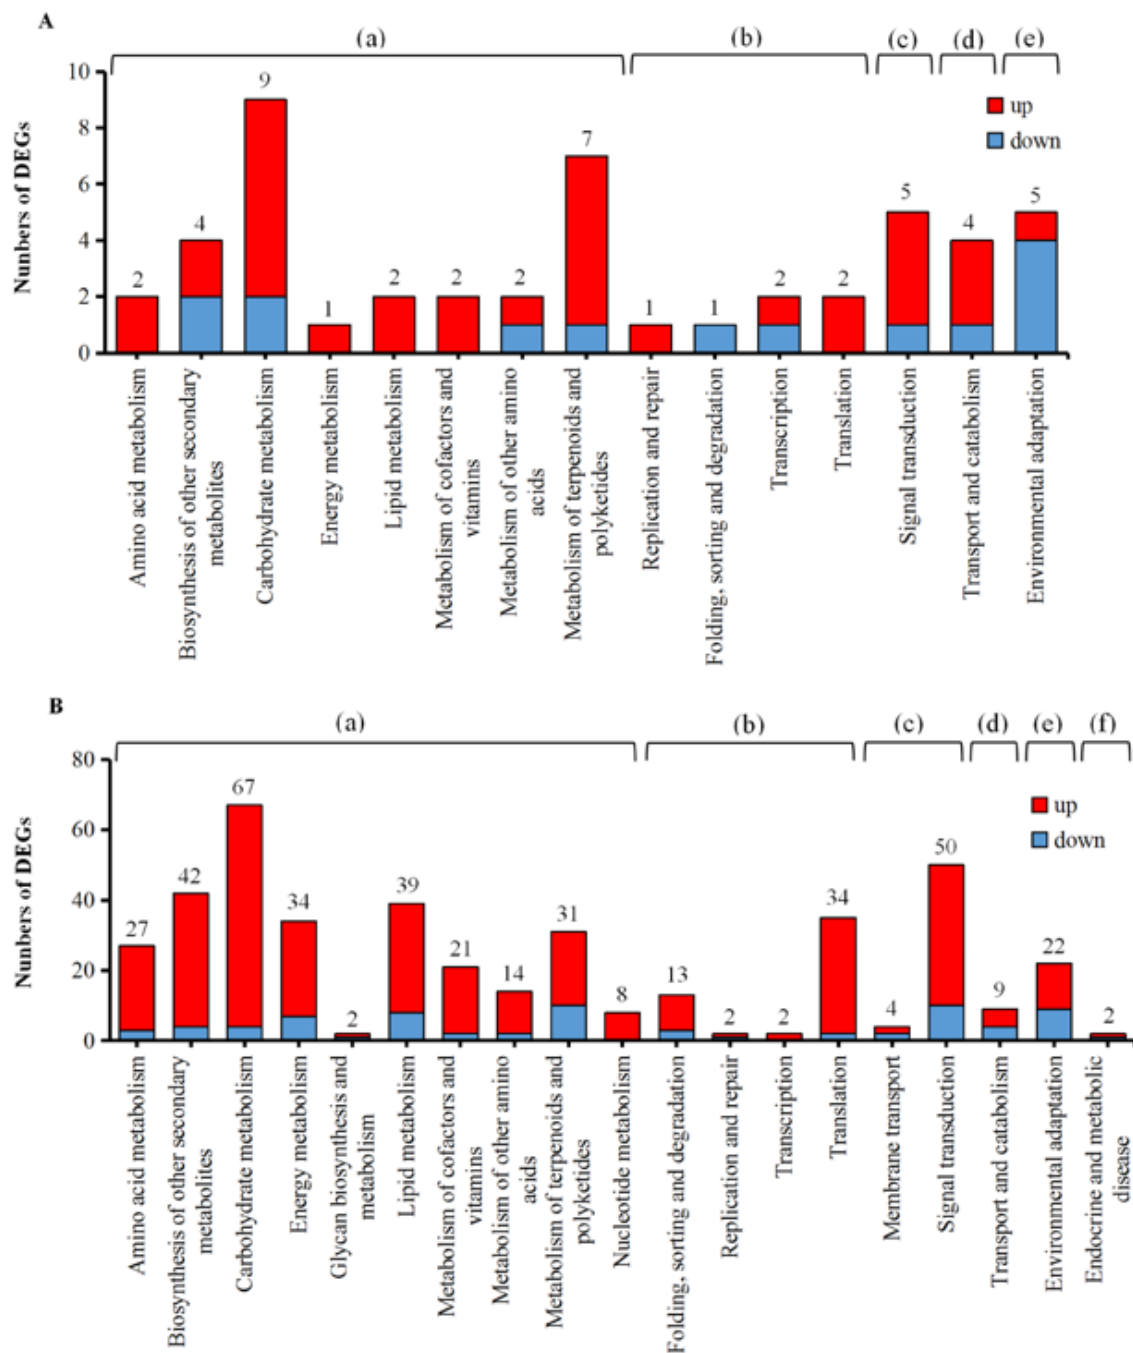 A
(a)
(b)
(c)
(d)
(e)
Nunbers of DEGs
10
8
6
4
2
0
2
4
9
1
2
2
2
7
1
1
2
2
5
4
5
up
down
Amino acid metabolism
Biosynthesis of other secondary
metabolites
Carbohydrate metabolism
Energy metabolism
Lipid metabolism
Metabolism of cofactors and
vitamins
Metabolism of other amino
acids
Metabolism of terpenoids and
polyketides
Replication and repair
Folding, sorting and degradation
Transcription
Translation
Signal transduction
Transport and catabolism
Environmental adaptation
B
(a)
(b)
(c)
(d)
(e)
(f)
Nunbers of DEGs
80
60
40
20
0
27
42
67
34
2
39
21
14
31
8
13
2
2
34
4
50
9
22
2
up
down
Amino acid metabolism
Biosynthesis of other secondary
metabolites
Carbohydrate metabolism
Energy metabolism
Glycan biosynthesis and
metabolism
Lipid metabolism
Metabolism of cofactors and
vitamins
Metabolism of other amino
acids
Metabolism of terpenoids and
polyketides
Nucleotide metabolism
Folding, sorting and degradation
Replication and repair
Transcription
Translation
Membrane transport
Signal transduction
Transport and catabolism
Environmental adaptation
Endocrine and metabolic
disease